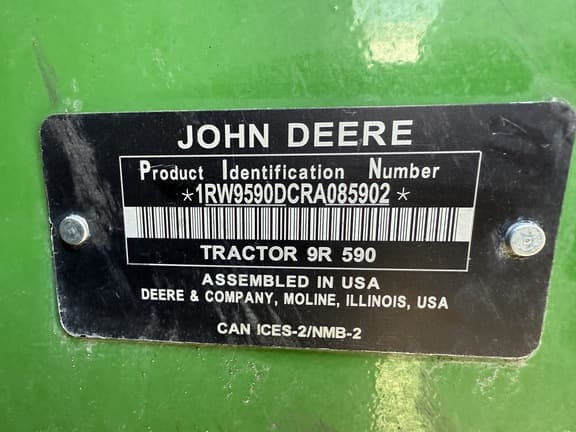 JOHN DEERE
Product Identification Number
*1RW9590DCRA085902*
TRACTOR 9R 590
ASSEMBLED IN USA
DEERE & COMPANY, MOLINE, ILLINOIS, USA
CAN ICES-2/NMB-2